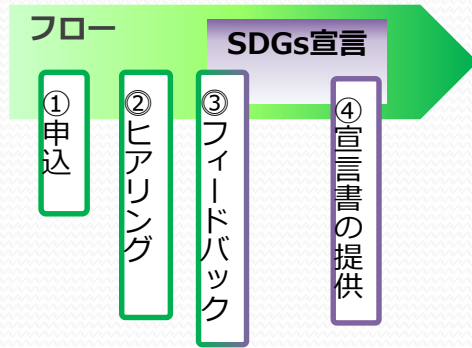 フロー
SDGs宣言
①申込
②ヒアリング
③フィードバック
④宣言書の提供